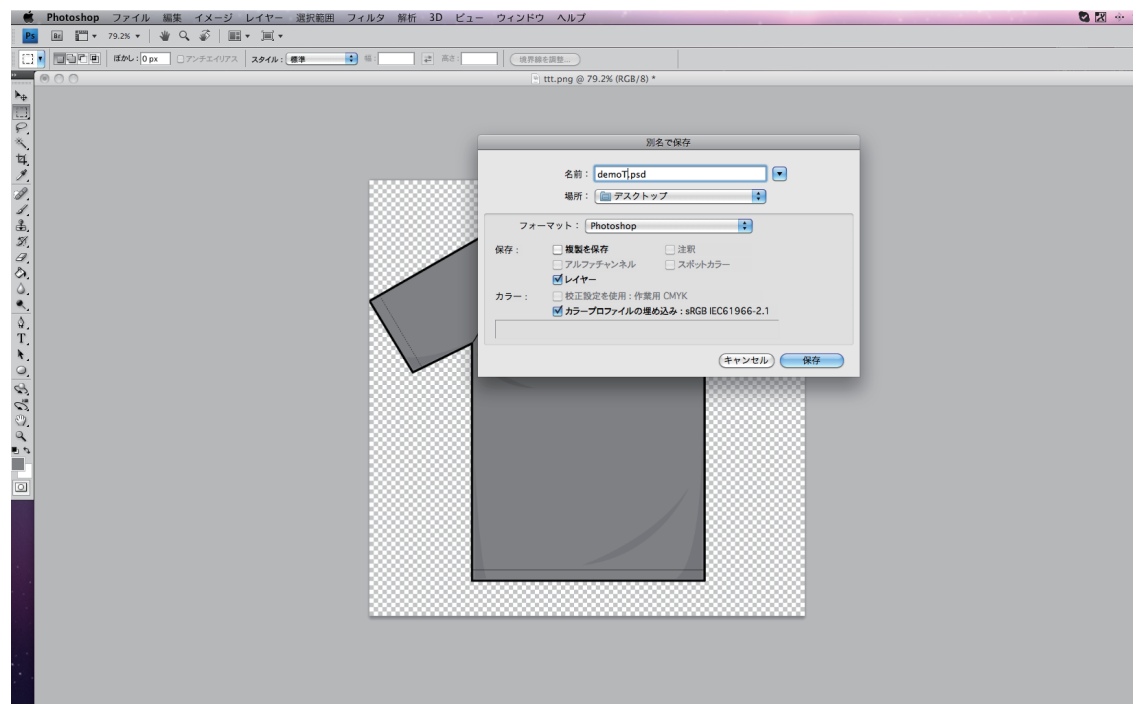 Photoshop ファイル 編集 イメージ レイヤー 選択範囲 フィルタ 解析 3D ビュー ウィンドウ ヘルプ
Ps Br 79.2%
ぼかし : 0 px アンチエイリアス スタイル : 標準 幅 : 高さ : 境界線を調整...
ttt.png @ 79.2% (RGB/8) *
別名で保存
名前 : demoT.psd
場所 : デスクトップ
フォーマット : Photoshop
保存 : 複製を保存 注釈
アルファチャンネル スポットカラー
レイヤー
カラー : 校正設定を使用 : 作業用 CMYK
カラープロファイルの埋め込み : sRGB IEC61966-2.1
キャンセル 保存
T